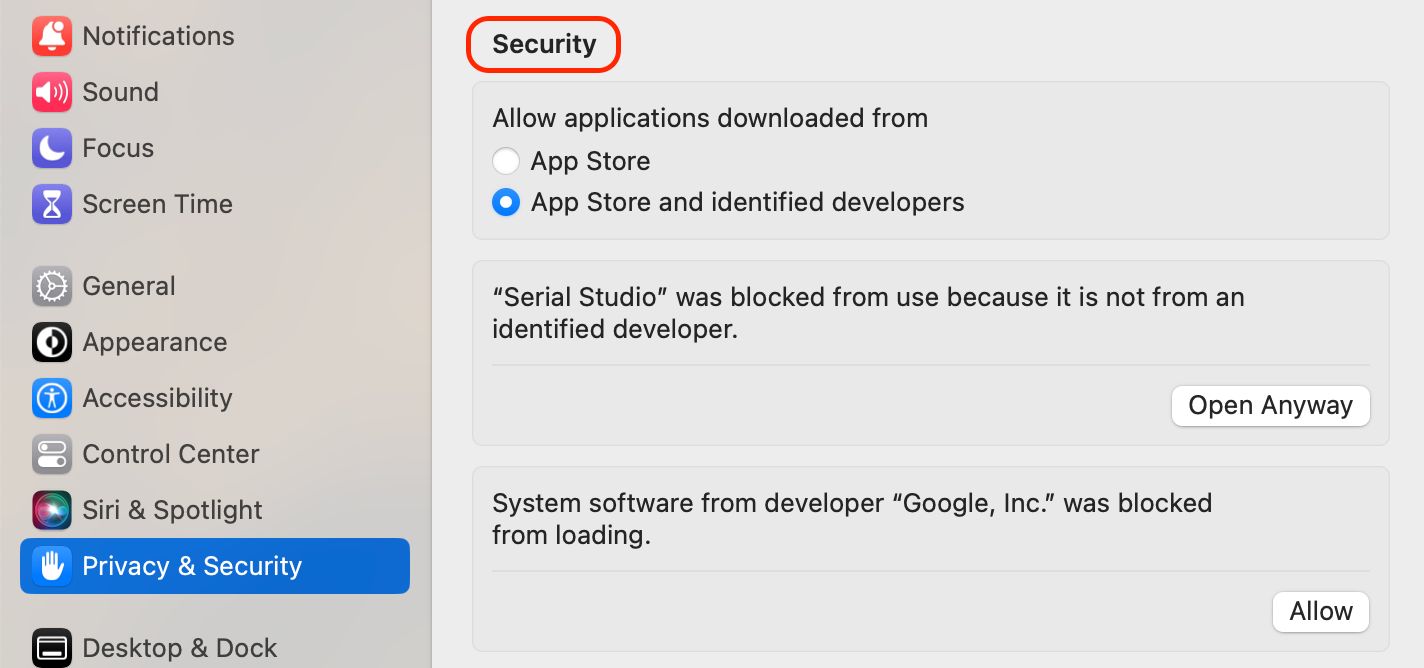 Notifications
Sound
Focus
Screen Time
General
Appearance
Accessibility
Control Center
Siri & Spotlight
Privacy & Security
Desktop & Dock
Security
Allow applications downloaded from
App Store
App Store and identified developers
“Serial Studio” was blocked from use because it is not from an
identified developer.
Open Anyway
System software from developer “Google, Inc.” was blocked
from loading.
Allow